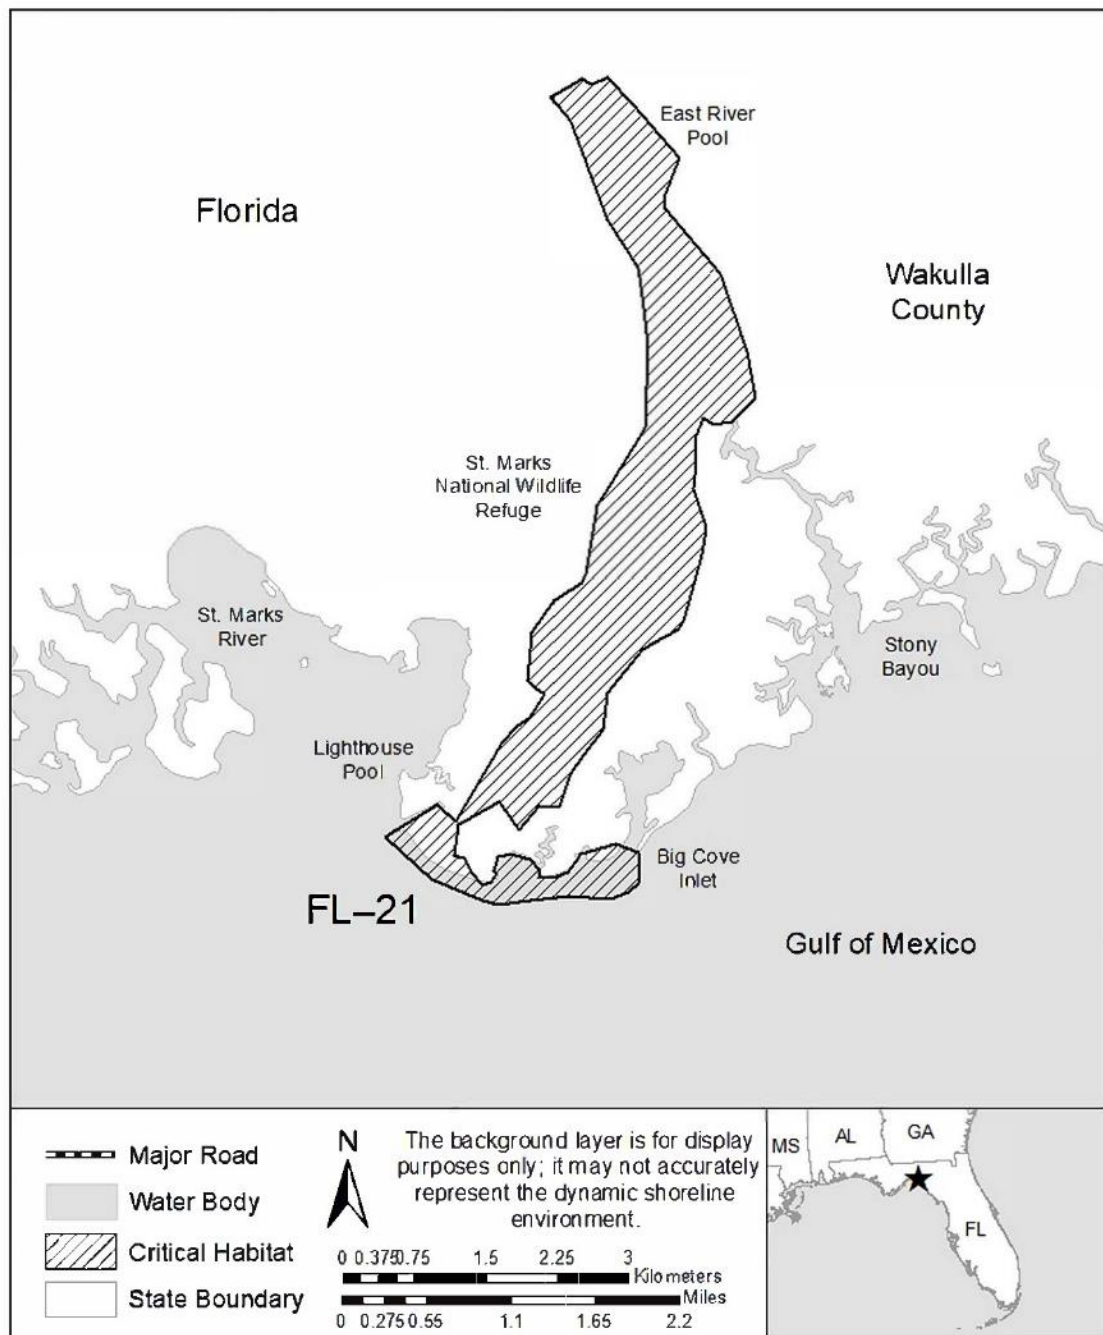 East River
Pool
Florida
Wakulla
County
St. Marks
National Wildlife
Refuge
St. Marks
River
Stony
Bayou
Lighthouse
Pool
Big Cove
Inlet
FL–21
Gulf of Mexico
Major Road
Water Body
Critical Habitat
State Boundary
N
The background layer is for display
purposes only; it may not accurately
represent the dynamic shoreline
environment.
0 0.375 0.75 1.5 2.25 3
Kilometers
Miles
0 0.275 0.55 1.1 1.65 2.2
MS AL GA
FL